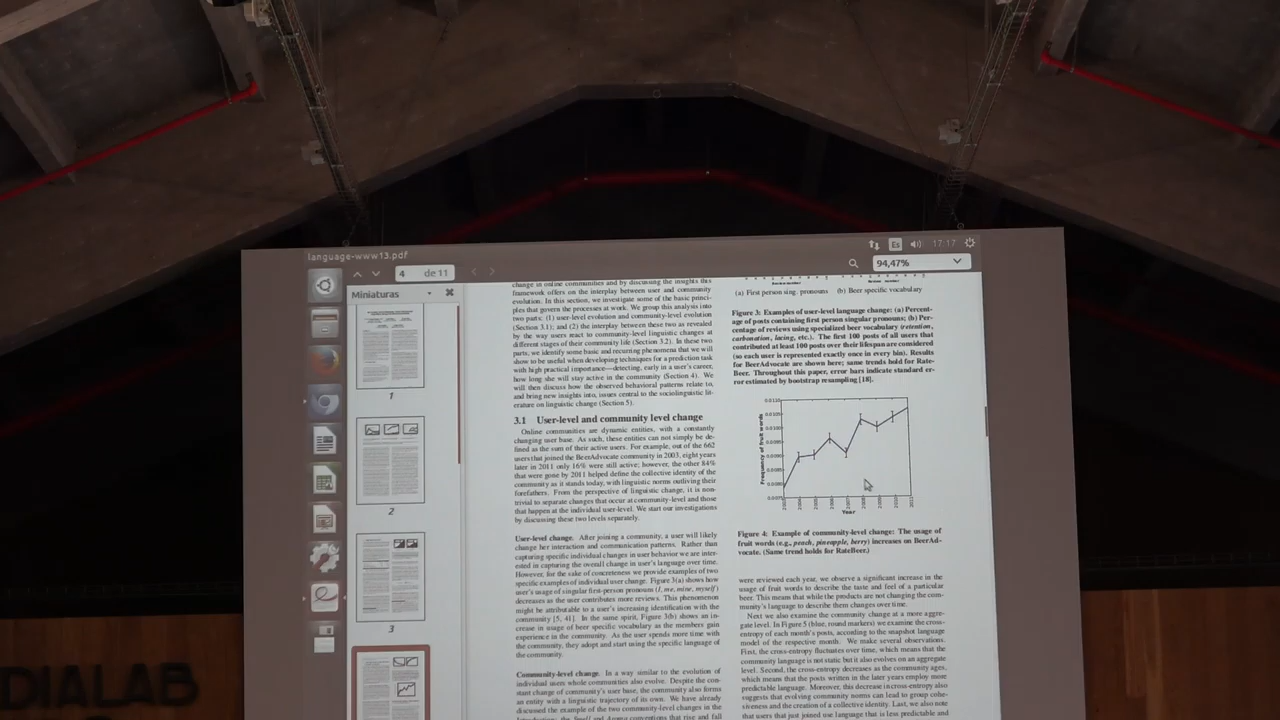 language-www13.pdf
Es
17:17
4 de 11
94,47%
Miniaturas
1
2
3
change in online communities and by discussing the insights this
framework offers on the interplay between user and community
evolution. In this section, we investigate some of the basic princi-
ples that govern the processes at work. We group this analysis into
two parts: (1) user-level evolution and community-level evolution
(Section 3.1); and (2) the interplay between these two as revealed
by the way users react to community-level linguistic changes at
different stages of their community life (Section 3.2). In these two
parts, we identify some basic and recurring phenomena that we will
show to be useful when developing techniques for a prediction task
with high practical importance—detecting, early in a user's career,
how long she will stay active in the community (Section 4). We
will then discuss how the observed behavioral patterns relate to,
and bring new insights into, issues central to the sociolinguistic lit-
erature on linguistic change (Section 5).
3.1 User-level and community level change
Online communities are dynamic entities, with a constantly
changing user base. As such, these entities can not simply be de-
fined as the sum of their active users. For example, out of the 662
users that joined the BeerAdvocate community in 2003, eight years
later in 2011 only 16% were still active; however, the other 84%
that were gone by 2011 helped define the collective identity of the
community as it stands today, with linguistic norms outliving their
forefathers. From the perspective of linguistic change, it is non-
trivial to separate changes that occur at community-level and those
that happen at the individual user-level. We start our investigations
by discussing these two levels separately.
User-level change. After joining a community, a user will likely
change her interaction and communication patterns. Rather than
capturing specific individual changes in user behavior we are inter-
ested in capturing the overall change in user's language over time.
However, for the sake of concreteness we provide examples of two
specific examples of individual user change. Figure 3(a) shows how
user's usage of singular first-person pronoun (I, me, mine, myself)
decreases as the user contributes more reviews. This phenomenon
might be attributable to a user's increasing identification with the
community [5, 41]. In the same spirit, Figure 3(b) shows an in-
crease in usage of beer specific vocabulary as the members gain
experience in the community. As the user spends more time with
the community, they adopt and start using the specific language of
the community.
Community-level change. In a way similar to the evolution of
individual users whole communities also evolve. Despite the con-
stant change of community's user base, the community also forms
an entity with a linguistic trajectory of its own. We have already
discussed the example of the two community-level changes in the
(a) First person sing. pronouns (b) Beer specific vocabulary
Figure 3: Examples of user-level language change: (a) Percent-
age of posts containing first person singular pronouns; (b) Per-
centage of reviews using specialized beer vocabulary (retention,
carbonation, lacing, etc.). The first 100 posts of all users that
contributed at least 100 posts over their lifespan are considered
(so each user is represented exactly once in every bin). Results
for BeerAdvocate are shown here; same trends hold for Rate-
Beer. Throughout this paper, error bars indicate standard er-
ror estimated by bootstrap resampling [18].
Frequency of fruit words
Year
Figure 4: Example of community-level change: The usage of
fruit words (e.g., peach, pineapple, berry) increases on BeerAd-
vocate. (Same trend holds for RateBeer.)
were reviewed each year, we observe a significant increase in the
usage of fruit words to describe the taste and feel of a particular
beer. This means that while the products are not changing the com-
munity's language to describe them changes over time.
Next we also examine the community change at a more aggre-
gate level. In Figure 5 (blue, round markers) we examine the cross-
entropy of each month's posts, according to the snapshot language
model of the respective month. We make several observations.
First, the cross-entropy fluctuates over time, which means that the
community language is not static but also evolves on an aggregate
level. Second, the cross-entropy decreases as the community ages,
which means that the posts written in the later years employ more
predictable language. Moreover, this decrease in cross-entropy also
suggests that evolving community norms can lead to group cohe-
siveness and the creation of a collective identity. Last, we also note
that users that just joined use language that is less predictable and